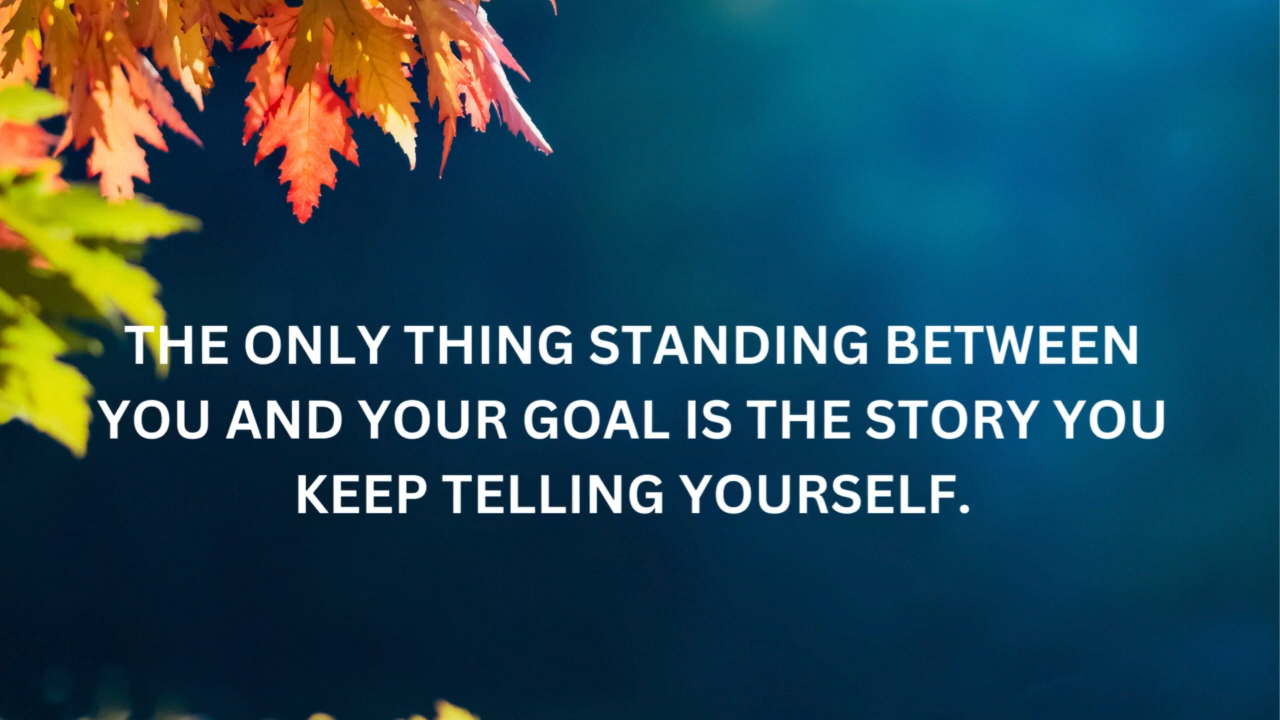 THE ONLY THING STANDING BETWEEN
YOU AND YOUR GOAL IS THE STORY YOU
KEEP TELLING YOURSELF.